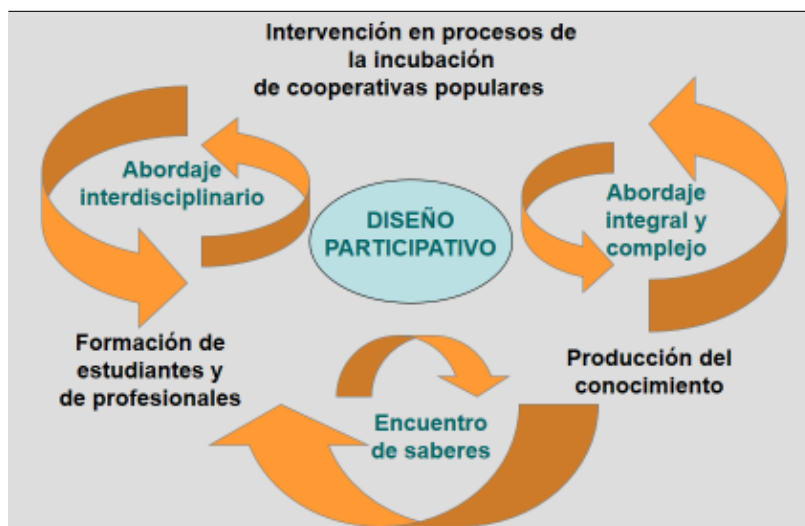 Intervención en procesos de
la incubación
de cooperativas populares
Abordaje
interdisciplinario
DISEÑO
PARTICIPATIVO
Abordaje
integral y
complejo
Formación de
estudiantes y
de profesionales
Producción del
conocimiento
Encuentro
de saberes